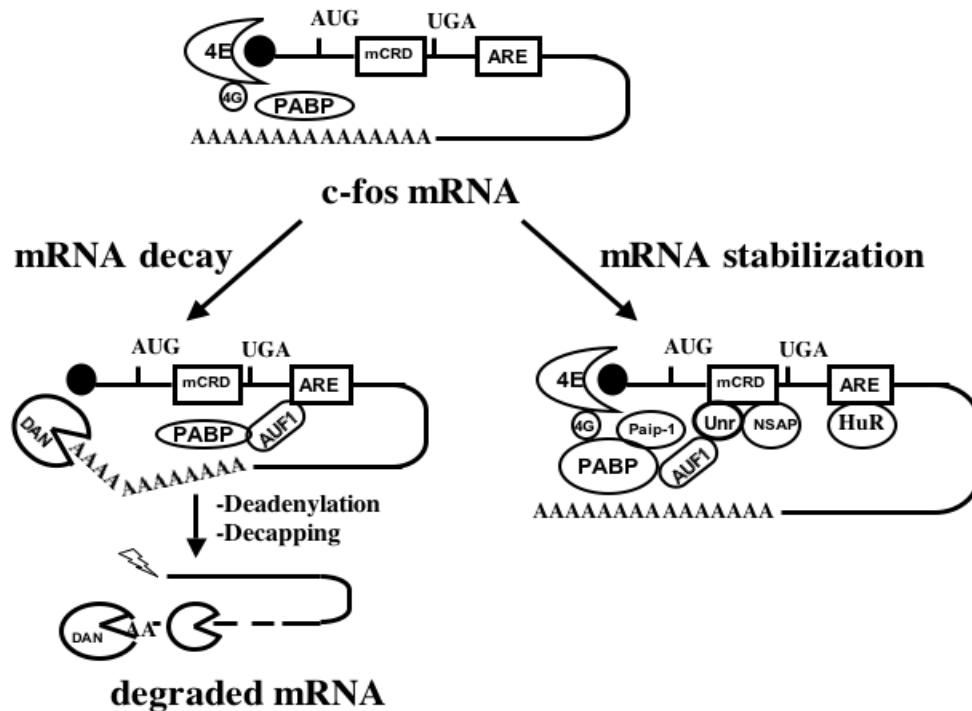 AUG
UGA
4E
mCRD
ARE
4G
PABP
AAAAAAAAAAAAAAA
c-fos mRNA
mRNA decay
mRNA stabilization
AUG
UGA
mCRD
ARE
DAN
PABP
AUF1
AAAA
AAAAAAAA
-Deadenylation
-Decapping
DAN
AA
degraded mRNA
AUG
UGA
4E
mCRD
ARE
4G
Paip-1
Unr
NSAP
HuR
PABP
AUF1
AAAAAAAAAAAAAAA